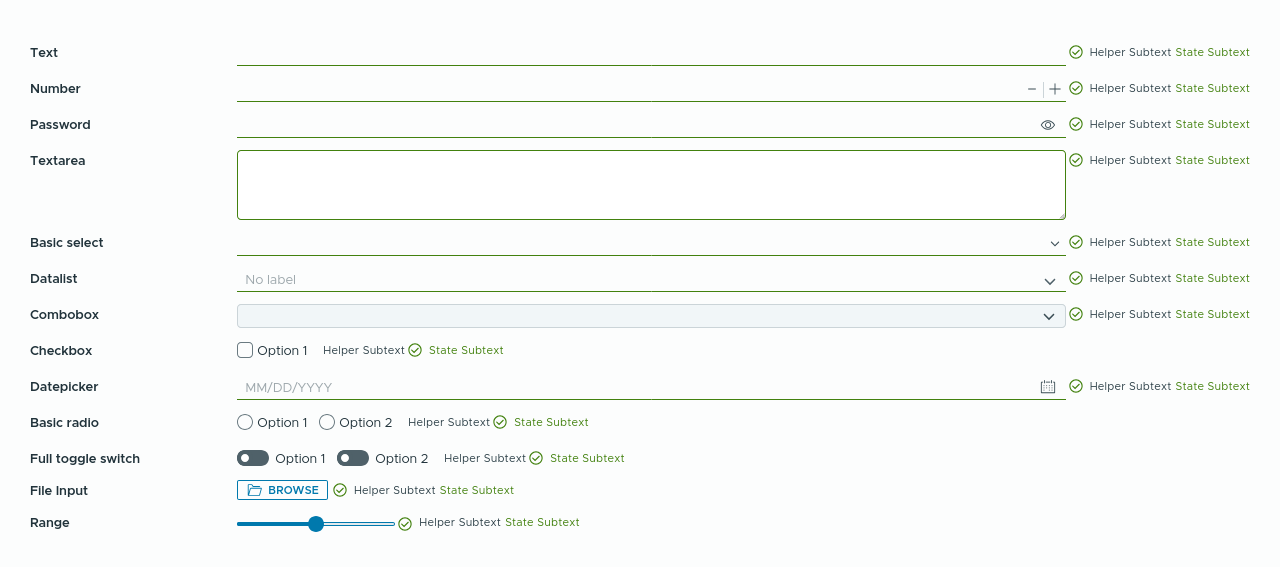 Text Helper Subtext State Subtext
Number Helper Subtext State Subtext
Password Helper Subtext State Subtext
Textarea Helper Subtext State Subtext
Basic select Helper Subtext State Subtext
Datalist No label Helper Subtext State Subtext
Combobox Helper Subtext State Subtext
Checkbox Option 1 Helper Subtext State Subtext
Datepicker MM/DD/YYYY Helper Subtext State Subtext
Basic radio Option 1 Option 2 Helper Subtext State Subtext
Full toggle switch Option 1 Option 2 Helper Subtext State Subtext
File Input BROWSE Helper Subtext State Subtext
Range Helper Subtext State Subtext